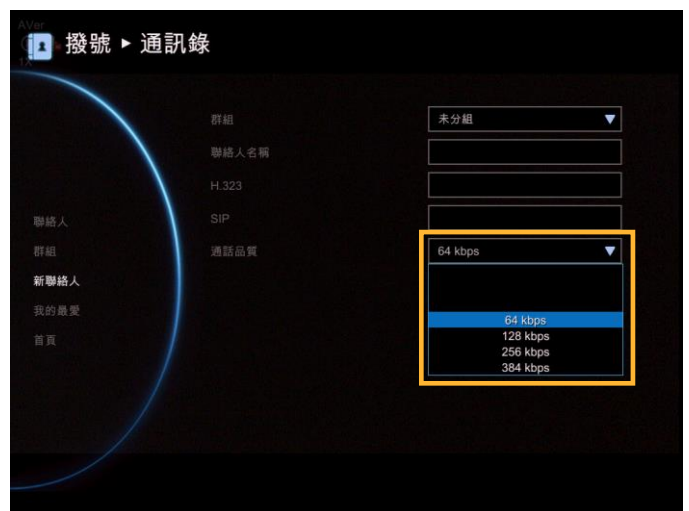 AVer
撥號 ▸ 通訊錄
1X
群組 未分組
聯絡人名稱
H.323
SIP
通話品質 64 kbps
64 kbps
128 kbps
256 kbps
384 kbps
聯絡人
群組
新聯絡人
我的最愛
首頁